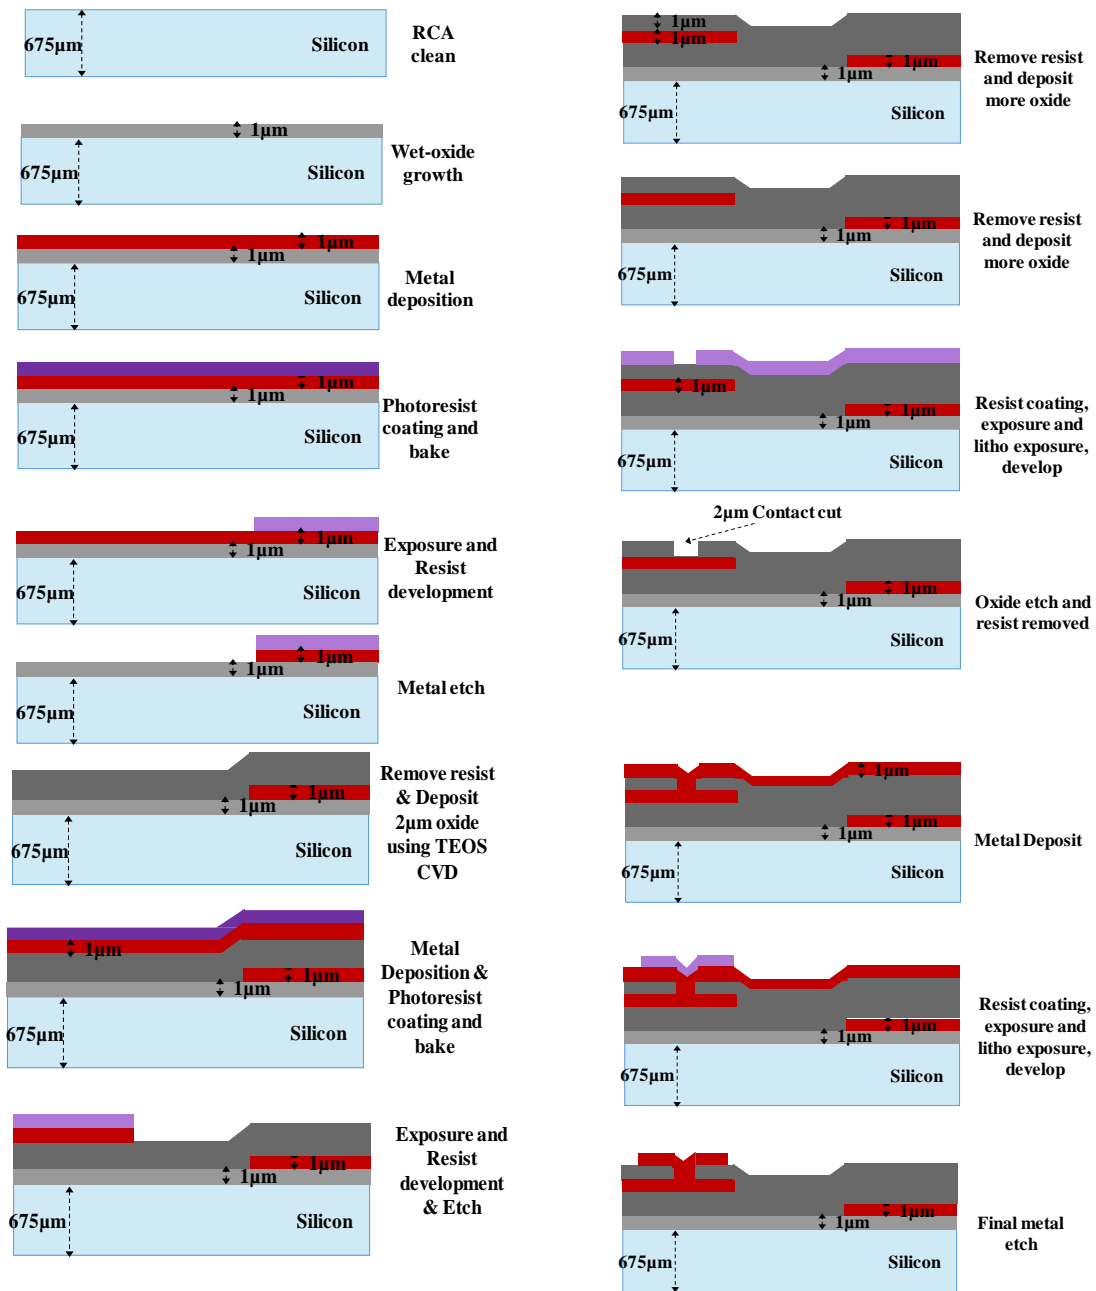 675µm
Silicon
RCA
clean
1µm
675µm
Silicon
Wet-oxide
growth
1µm
1µm
675µm
Silicon
Metal
deposition
1µm
1µm
675µm
Silicon
Photoresist
coating and
bake
1µm
1µm
675µm
Silicon
Exposure and
Resist
development
1µm
1µm
675µm
Silicon
Metal etch
1µm
1µm
675µm
Silicon
Remove resist
& Deposit
2µm oxide
using TEOS
CVD
1µm
1µm
1µm
675µm
Silicon
Metal
Deposition &
Photoresist
coating and
bake
1µm
1µm
675µm
Silicon
Exposure and
Resist
development
& Etch
1µm
1µm
1µm
1µm
675µm
Silicon
Remove resist
and deposit
more oxide
1µm
1µm
675µm
Silicon
Remove resist
and deposit
more oxide
1µm
1µm
1µm
675µm
Silicon
Resist coating,
exposure and
litho exposure,
develop
2µm Contact cut
1µm
1µm
675µm
Silicon
Oxide etch and
resist removed
1µm
1µm
1µm
675µm
Silicon
Metal Deposit
1µm
1µm
675µm
Silicon
Resist coating,
exposure and
litho exposure,
develop
1µm
1µm
675µm
Silicon
Final metal
etch